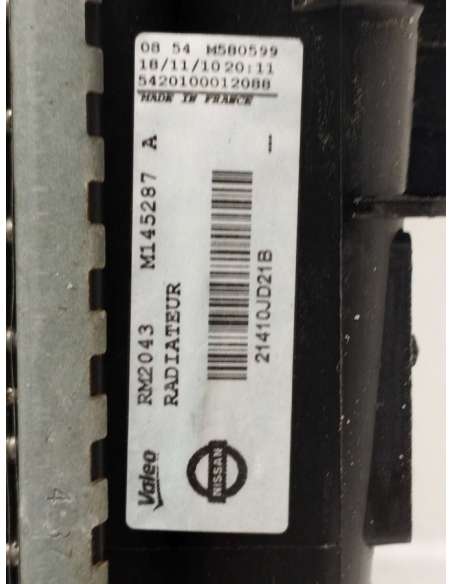 08 54 M580599
18/11/10 20:11
5420100012088
MADE IN FRANCE
RM2043 M145287 A
RADIATEUR
21410JD21B
Valeo
NISSAN